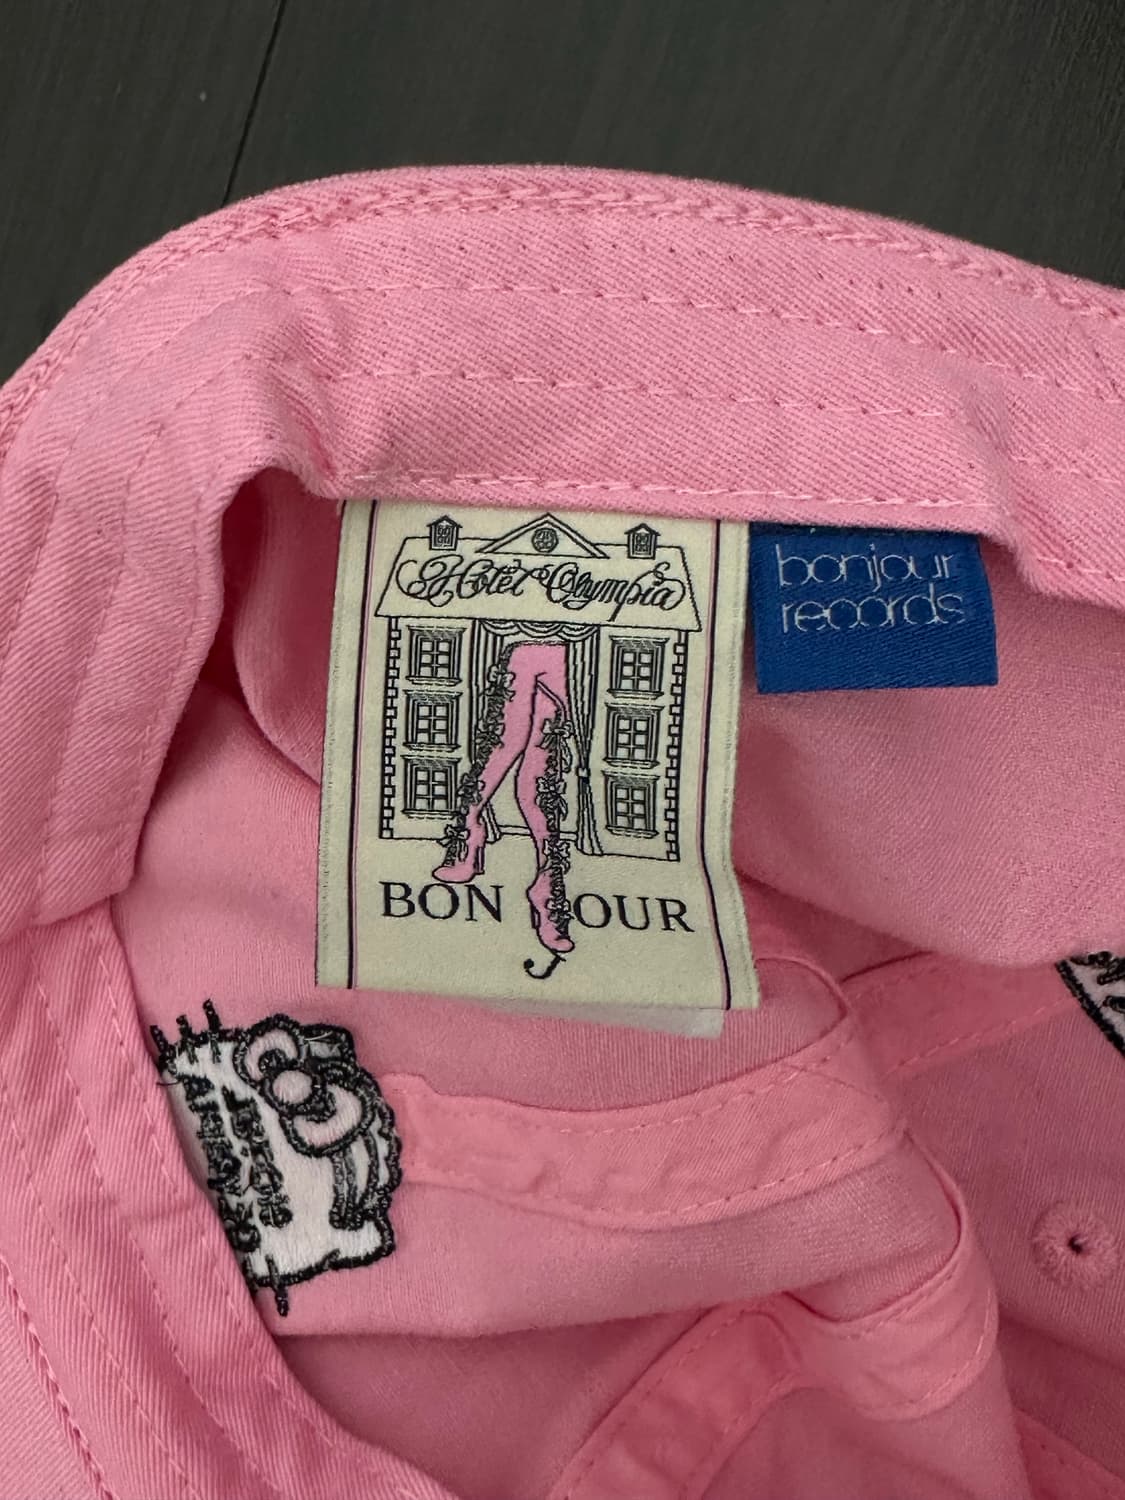 Hotel Olympia
BONJOUR
bonjour
records